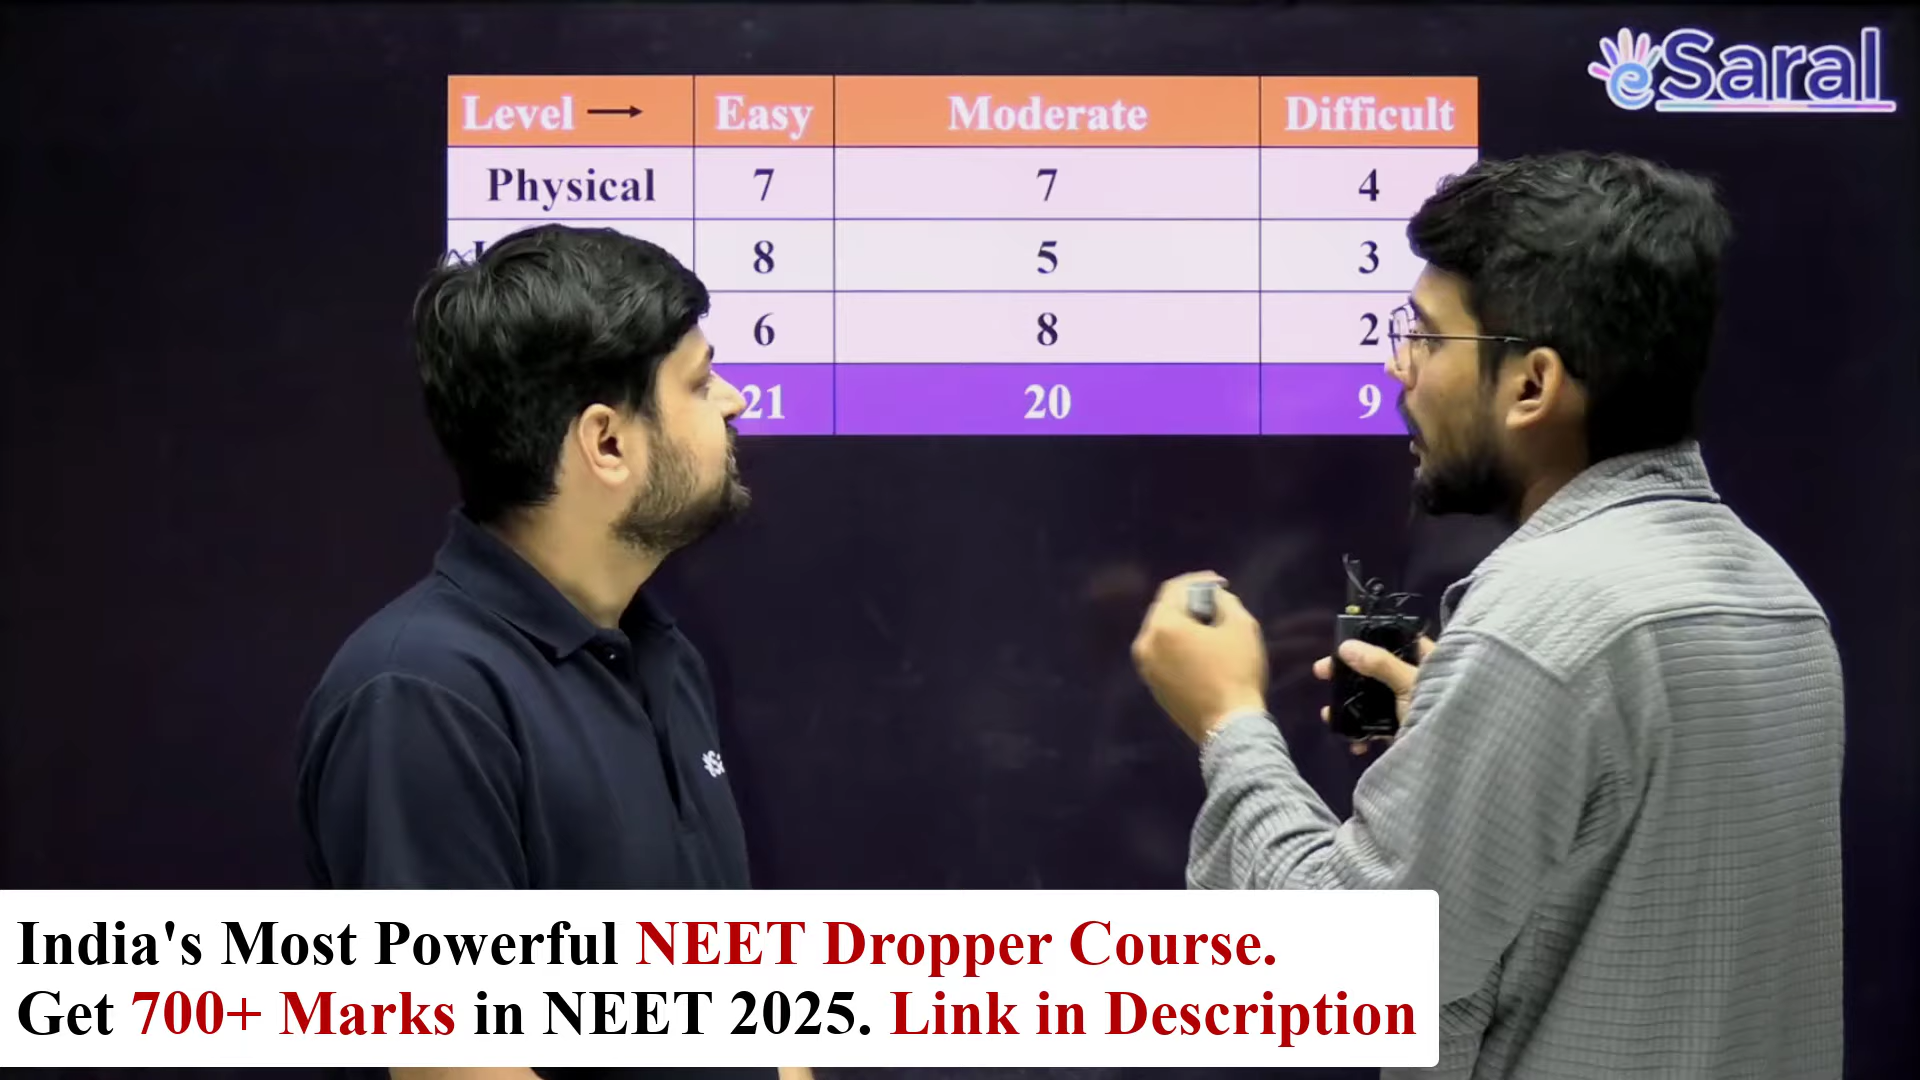 eSaral
Level → Easy Moderate Difficult
Physical 7 7 4
8 5 3
6 8 2
21 20 9
India's Most Powerful NEET Dropper Course.
Get 700+ Marks in NEET 2025. Link in Description